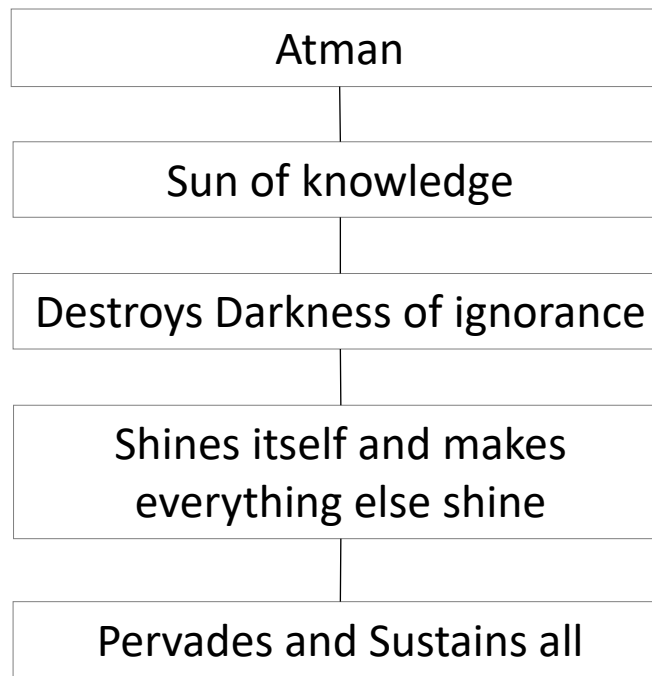 Atman
Sun of knowledge
Destroys Darkness of ignorance
Shines itself and makes
everything else shine
Pervades and Sustains all